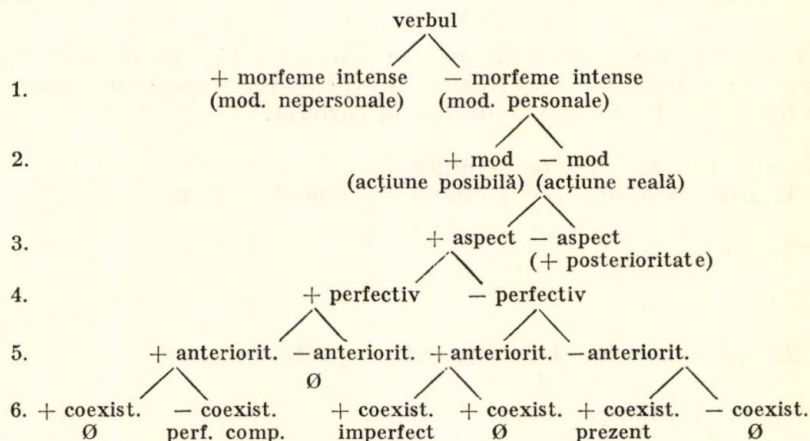 verbul
1. + morfeme intense − morfeme intense
(mod. nepersonale) (mod. personale)
2. + mod − mod
(acțiune posibilă) (acțiune reală)
3. + aspect − aspect
(+ posterioritate)
4. + perfectiv − perfectiv
5. + anteriorit. −anteriorit. +anteriorit. −anteriorit.
Ø
6. + coexist. − coexist. + coexist. + coexist. + coexist. − coexist.
Ø perf. comp. imperfect Ø prezent Ø